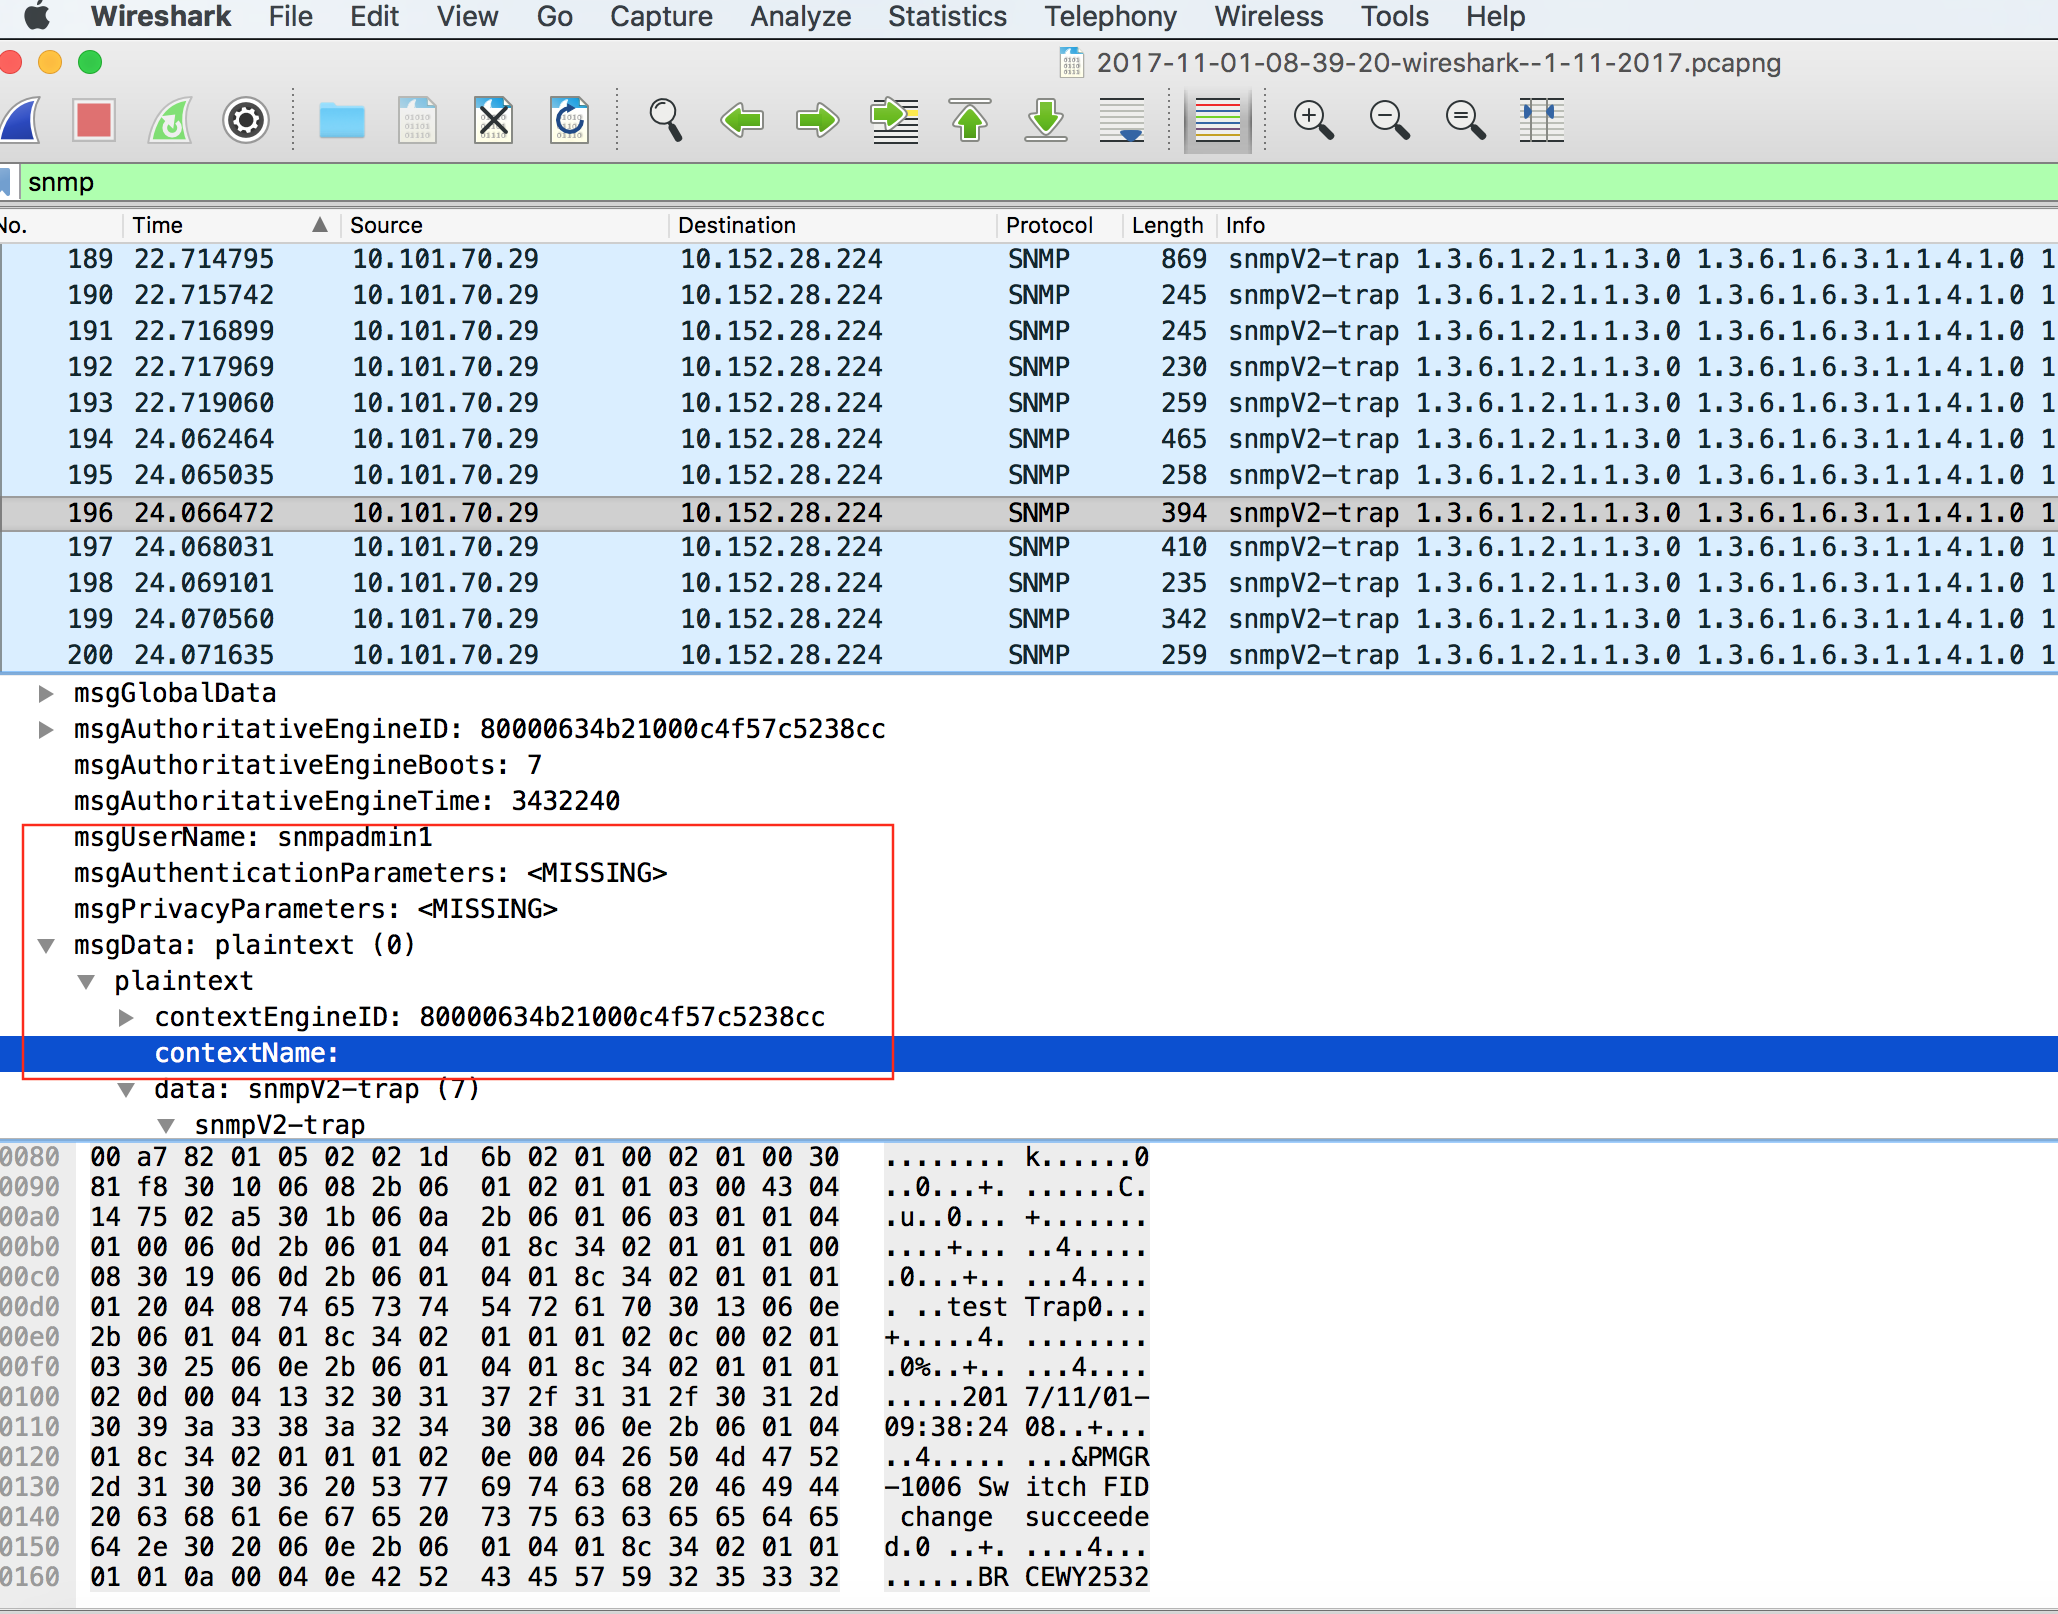 Wireshark File Edit View Go Capture Analyze Statistics Telephony Wireless Tools Help
2017-11-01-08-39-20-wireshark--1-11-2017.pcapng
snmp
No. Time Source Destination Protocol Length Info
189 22.714795 10.101.70.29 10.152.28.224 SNMP 869 snmpV2-trap 1.3.6.1.2.1.1.3.0 1.3.6.1.6.3.1.1.4.1.0 1
190 22.715742 10.101.70.29 10.152.28.224 SNMP 245 snmpV2-trap 1.3.6.1.2.1.1.3.0 1.3.6.1.6.3.1.1.4.1.0 1
191 22.716899 10.101.70.29 10.152.28.224 SNMP 245 snmpV2-trap 1.3.6.1.2.1.1.3.0 1.3.6.1.6.3.1.1.4.1.0 1
192 22.717969 10.101.70.29 10.152.28.224 SNMP 230 snmpV2-trap 1.3.6.1.2.1.1.3.0 1.3.6.1.6.3.1.1.4.1.0 1
193 22.719060 10.101.70.29 10.152.28.224 SNMP 259 snmpV2-trap 1.3.6.1.2.1.1.3.0 1.3.6.1.6.3.1.1.4.1.0 1
194 24.062464 10.101.70.29 10.152.28.224 SNMP 465 snmpV2-trap 1.3.6.1.2.1.1.3.0 1.3.6.1.6.3.1.1.4.1.0 1
195 24.065035 10.101.70.29 10.152.28.224 SNMP 258 snmpV2-trap 1.3.6.1.2.1.1.3.0 1.3.6.1.6.3.1.1.4.1.0 1
196 24.066472 10.101.70.29 10.152.28.224 SNMP 394 snmpV2-trap 1.3.6.1.2.1.1.3.0 1.3.6.1.6.3.1.1.4.1.0 1
197 24.068031 10.101.70.29 10.152.28.224 SNMP 410 snmpV2-trap 1.3.6.1.2.1.1.3.0 1.3.6.1.6.3.1.1.4.1.0 1
198 24.069101 10.101.70.29 10.152.28.224 SNMP 235 snmpV2-trap 1.3.6.1.2.1.1.3.0 1.3.6.1.6.3.1.1.4.1.0 1
199 24.070560 10.101.70.29 10.152.28.224 SNMP 342 snmpV2-trap 1.3.6.1.2.1.1.3.0 1.3.6.1.6.3.1.1.4.1.0 1
200 24.071635 10.101.70.29 10.152.28.224 SNMP 259 snmpV2-trap 1.3.6.1.2.1.1.3.0 1.3.6.1.6.3.1.1.4.1.0 1
msgGlobalData
msgAuthoritativeEngineID: 80000634b21000c4f57c5238cc
msgAuthoritativeEngineBoots: 7
msgAuthoritativeEngineTime: 3432240
msgUserName: snmpadmin1
msgAuthenticationParameters: <MISSING>
msgPrivacyParameters: <MISSING>
msgData: plaintext (0)
plaintext
contextEngineID: 80000634b21000c4f57c5238cc
contextName:
data: snmpV2-trap (7)
snmpV2-trap
0080 00 a7 82 01 05 02 02 1d 6b 02 01 00 02 01 00 30 ........ k......0
0090 81 f8 30 10 06 08 2b 06 01 02 01 01 03 00 43 04 ..0...+. ......C.
00a0 14 75 02 a5 30 1b 06 0a 2b 06 01 06 03 01 01 04 .u..0... +.......
00b0 01 00 06 0d 2b 06 01 04 01 8c 34 02 01 01 01 00 ....+... ..4.....
00c0 08 30 19 06 0d 2b 06 01 04 01 8c 34 02 01 01 01 .0...+.. ...4....
00d0 01 20 04 08 74 65 73 74 54 72 61 70 30 13 06 0e . ..test Trap0...
00e0 2b 06 01 04 01 8c 34 02 01 01 01 02 0c 00 02 01 +.....4. ........
00f0 03 30 25 06 0e 2b 06 01 04 01 8c 34 02 01 01 01 .0%..+.. ...4....
0100 02 0d 00 04 13 32 30 31 37 2f 31 31 2f 30 31 2d .....201 7/11/01-
0110 30 39 3a 33 38 3a 32 34 30 38 06 0e 2b 06 01 04 09:38:24 08..+...
0120 01 8c 34 02 01 01 01 02 0e 00 04 26 50 4d 47 52 ..4..... ...&PMGR
0130 2d 31 30 30 36 20 53 77 69 74 63 68 20 46 49 44 -1006 Sw itch FID
0140 20 63 68 61 6e 67 65 20 73 75 63 63 65 65 64 65 change succeede
0150 64 2e 30 20 06 0e 2b 06 01 04 01 8c 34 02 01 01 d.0 ..+. ....4...
0160 01 01 0a 00 04 0e 42 52 43 45 57 59 32 35 33 32 ......BR CEWY2532